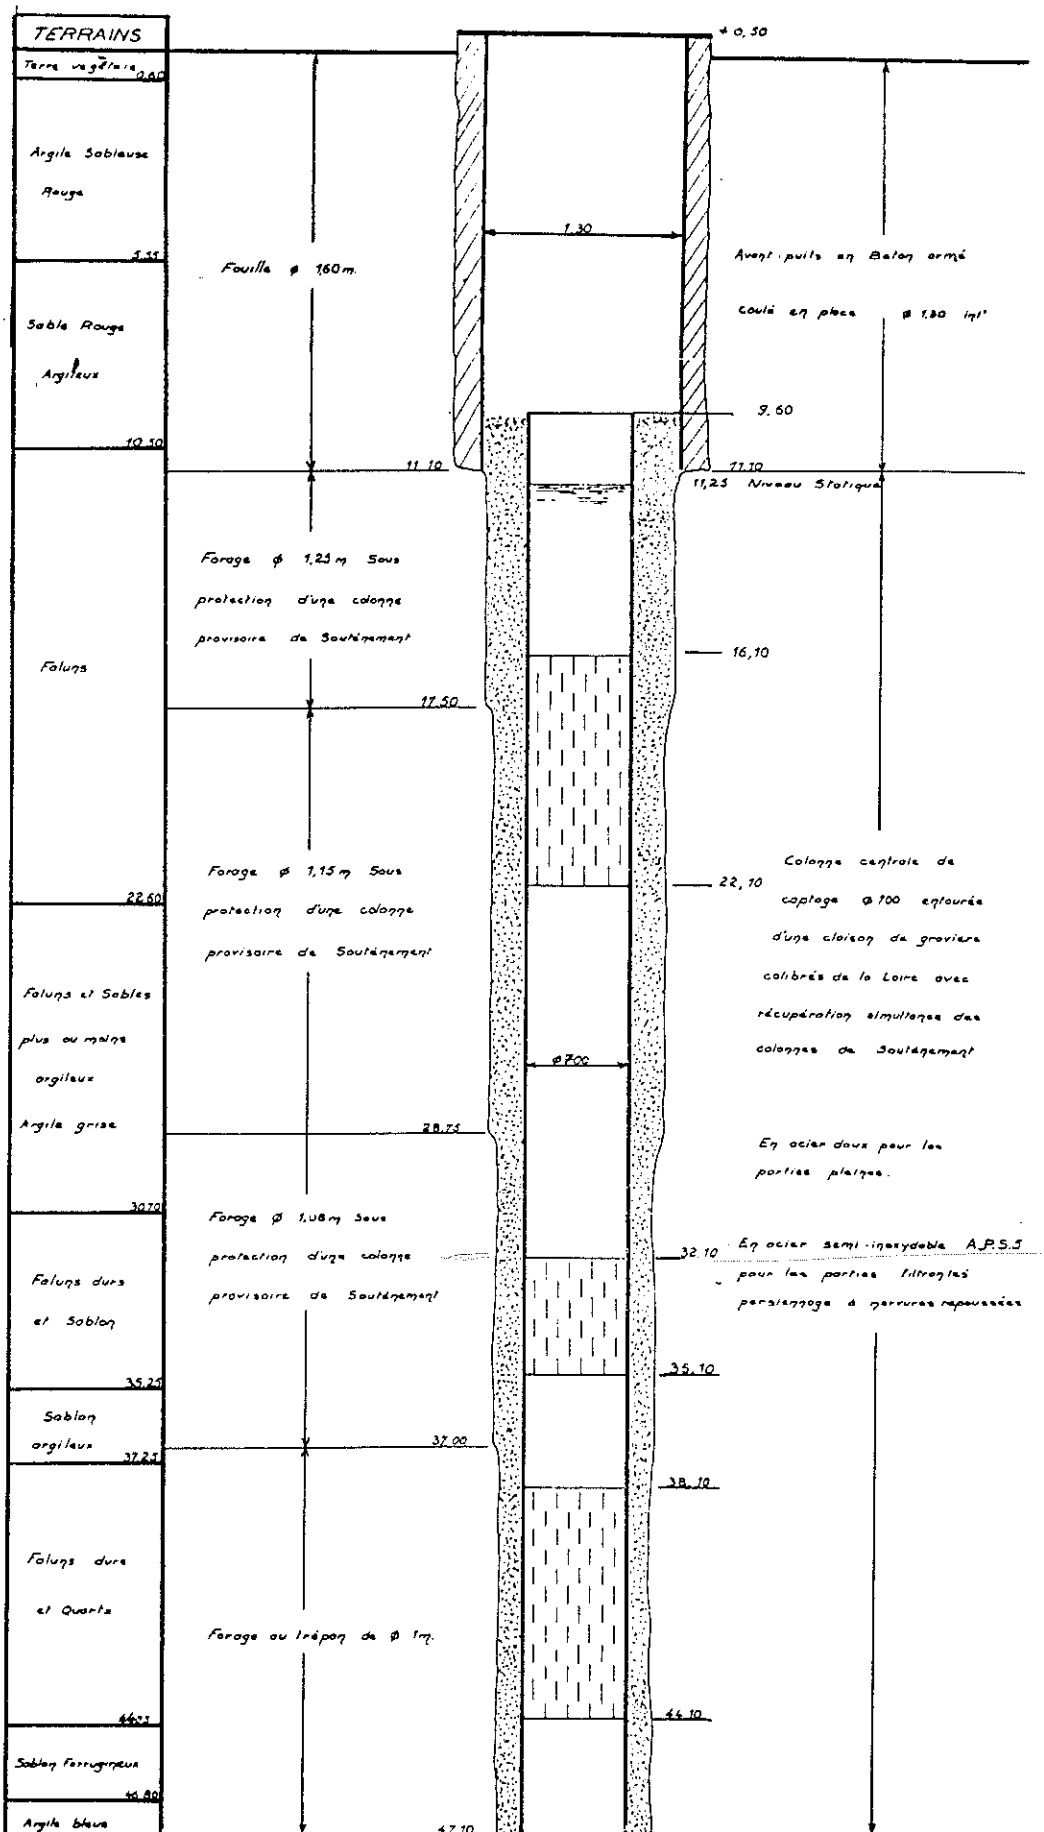 TERRAINS
Terre végétale
0.60
Argile Sableuse
Rouge
5.55
Sable Rouge
Argileux
10.50
Faluns
22.60
Faluns et Sables
plus ou moins
argileux
Argile grise
30.70
Faluns durs
et Sablon
35.25
Sablon
argileux
37.25
Faluns durs
et Quartz
Sablon Ferrugineux
46.80
Argile bleue
Fouille ø 1,60 m.
11.10
Forage ø 1,25 m Sous
protection d'une colonne
provisoire de Souténement
17.50
Forage ø 1,15 m Sous
protection d'une colonne
provisoire de Souténement
28.75
Forage ø 1,08 m Sous
protection d'une colonne
provisoire de Souténement
37.00
Forage au trépan de ø 1m.
47.10
1.30
ø 700
+ 0,50
Avant-puits en Béton armé
coulé en place ø 1.30 intr
9.60
11.10
11,25 Niveau Statique
16,10
22,10
Colonne centrale de
captage ø 700 entourée
d'une cloison de graviers
calibrés de la Loire avec
récupération simultanée des
colonnes de Souténement
En acier doux pour les
parties pleines.
32.10
En acier semi-inoxydable A.P.S.5
pour les parties filtrantes
persiennage à nervures repoussées
35.10
38.10
44.10